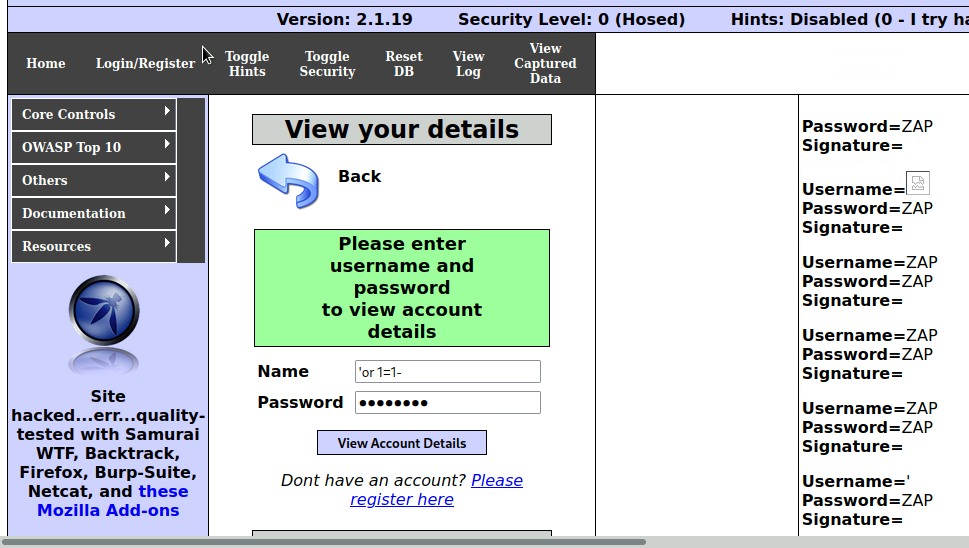 Version: 2.1.19 Security Level: 0 (Hosed) Hints: Disabled (0 - I try ha
Home Login/Register Toggle Hints Toggle Security Reset DB View Log View Captured Data
Core Controls
OWASP Top 10
Others
Documentation
Resources
Site
hacked...err...quality-
tested with Samurai
WTF, Backtrack,
Firefox, Burp-Suite,
Netcat, and these
Mozilla Add-ons
View your details
Back
Please enter
username and
password
to view account
details
Name 'or 1=1-
Password ●●●●●●●●
View Account Details
Dont have an account? Please
register here
Password=ZAP
Signature=
Username=
Password=ZAP
Signature=
Username=ZAP
Password=ZAP
Signature=
Username=ZAP
Password=ZAP
Signature=
Username=ZAP
Password=ZAP
Signature=
Username='
Password=ZAP
Signature=